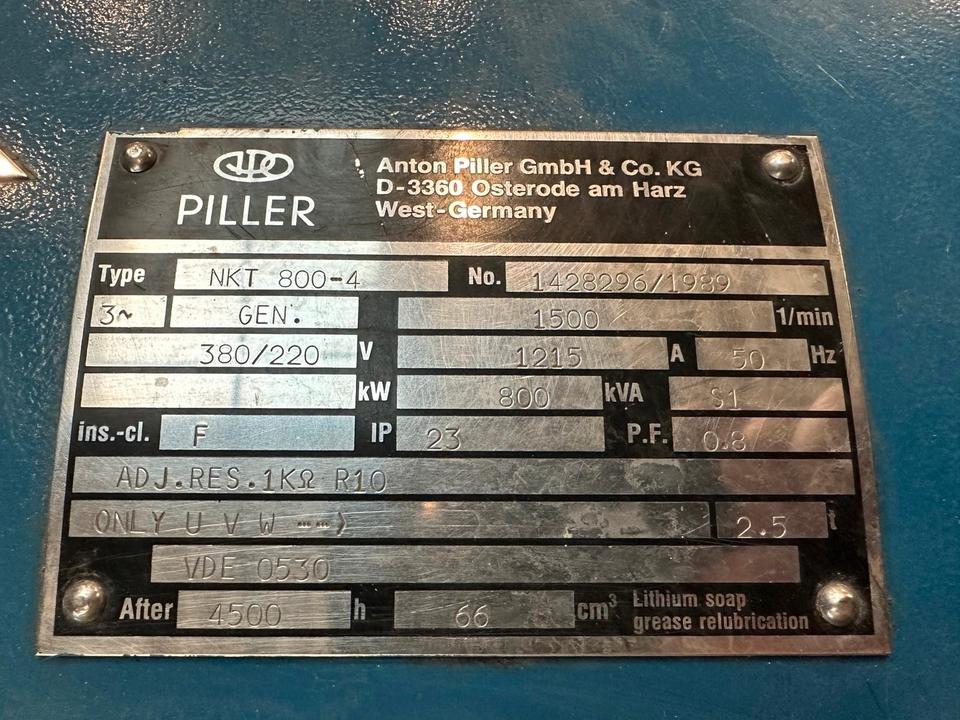 PILLER
Anton Piller GmbH & Co. KG
D-3360 Osterode am Harz
West-Germany
Type NKT 800-4 No. 1428296/1989
3~ GEN. 1500 1/min
380/220 V 1215 A 50 Hz
kW 800 kVA S1
ins.-cl. F IP 23 P.F. 0.8
ADJ.RES.1KΩ R10
ONLY U V W ---> 2.5 t
VDE 0530
After 4500 h 66 cm³ Lithium soap
grease relubrication